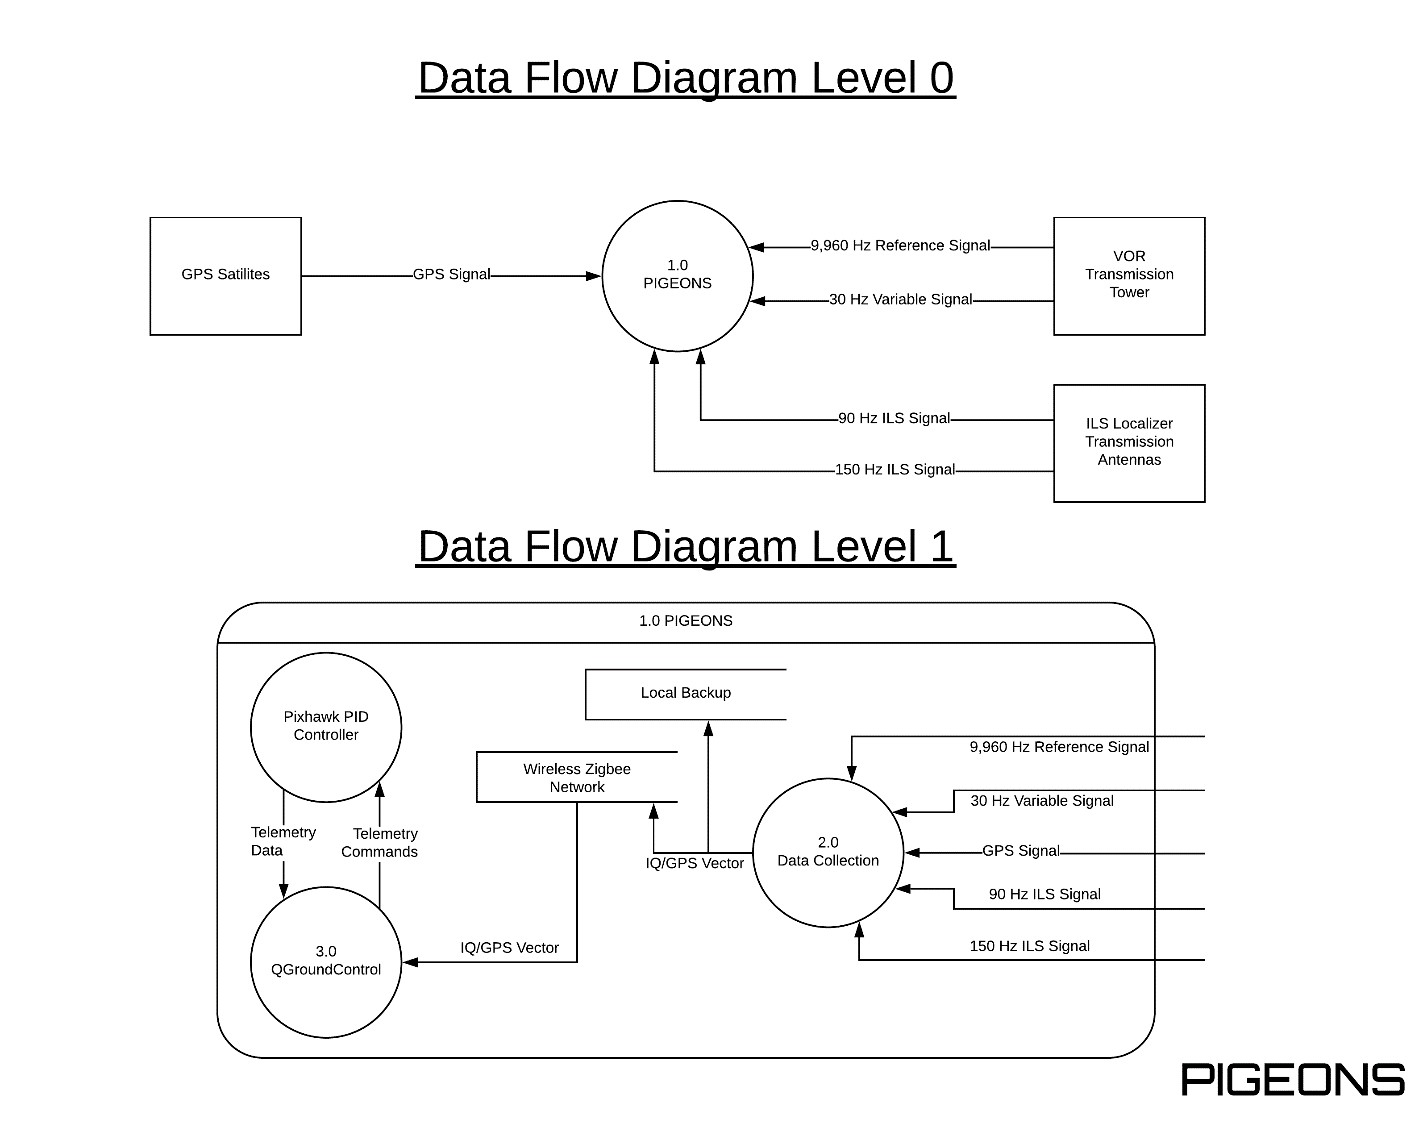 Data Flow Diagram Level 0
GPS Satilites
GPS Signal
1.0
PIGEONS
9,960 Hz Reference Signal
30 Hz Variable Signal
VOR
Transmission
Tower
90 Hz ILS Signal
150 Hz ILS Signal
ILS Localizer
Transmission
Antennas
Data Flow Diagram Level 1
1.0 PIGEONS
Pixhawk PID
Controller
Telemetry
Data
Telemetry
Commands
3.0
QGroundControl
Local Backup
Wireless Zigbee
Network
IQ/GPS Vector
IQ/GPS Vector
2.0
Data Collection
9,960 Hz Reference Signal
30 Hz Variable Signal
GPS Signal
90 Hz ILS Signal
150 Hz ILS Signal
PIGEONS